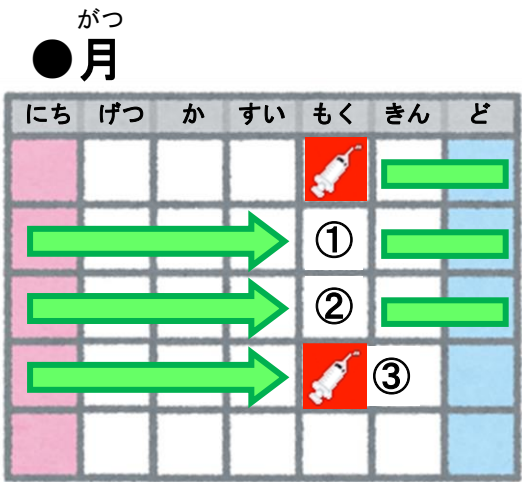 がつ
●月
にち げつ か すい もく きん ど
①
②
③